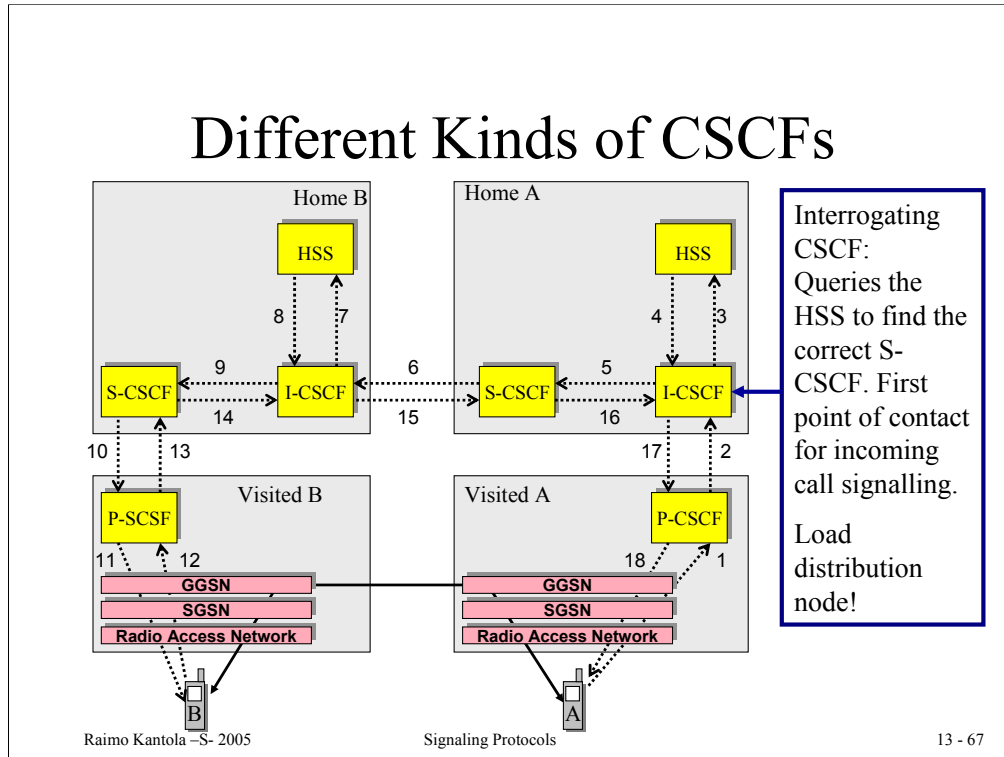 Different Kinds of CSCFs
Home B
Home A
HSS
HSS
8
7
4
3
9
6
5
S-CSCF
I-CSCF
S-CSCF
I-CSCF
14
15
16
10
13
17
2
Visited B
Visited A
P-SCSF
P-CSCF
11
12
18
1
GGSN
GGSN
SGSN
SGSN
Radio Access Network
Radio Access Network
B
A
Interrogating
CSCF:
Queries the
HSS to find the
correct S-
CSCF. First
point of contact
for incoming
call signalling.
Load
distribution
node!
Raimo Kantola –S- 2005
Signaling Protocols
13 - 67